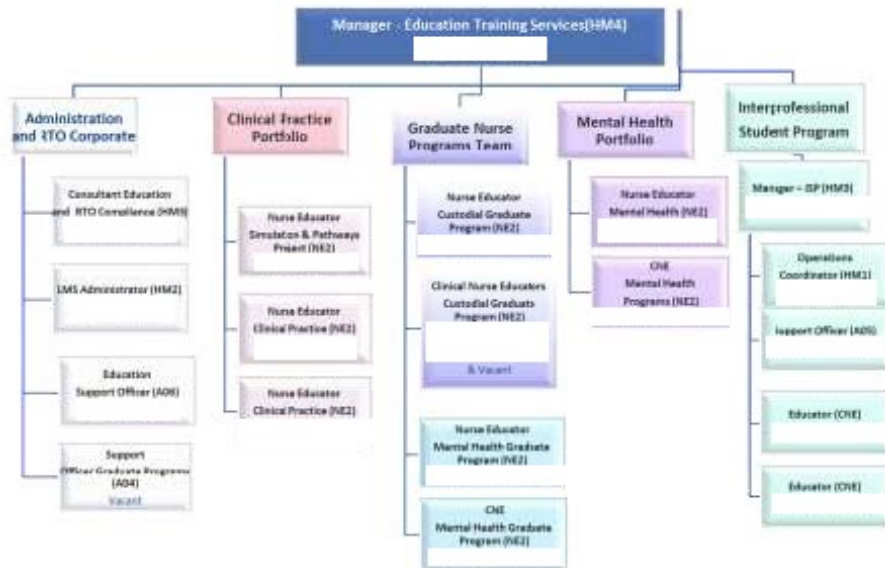 Manager - Education Training Services(HM4)
Administration
and RTO Corporate
Clinical Practice
Portfolio
Graduate Nurse
Programs Team
Mental Health
Portfolio
Interprofessional
Student Program
Consultant Education
and RTO Compliance (HM3)
LMS Administrator (HM2)
Education
Support Officer (A06)
Support
Officer Graduate Programs
(A04)
Vacant
Nurse Educator
Simulation & Pathways
Project (NE2)
Nurse Educator
Clinical Practice (NE2)
Nurse Educator
Clinical Practice (NE2)
Nurse Educator
Custodial Graduate
Program (NE2)
Clinical Nurse Educators
Custodial Graduate
Program (NE2)
& Vacant
Nurse Educator
Mental Health Graduate
Program (NE2)
CNE
Mental Health Graduate
Program (NE2)
Nurse Educator
Mental Health (NE2)
CNE
Mental Health
Programs (NE2)
Manager – ISP (HM3)
Operations
Coordinator (HM1)
Support Officer (A05)
Educator (CNE)
Educator (CNE)